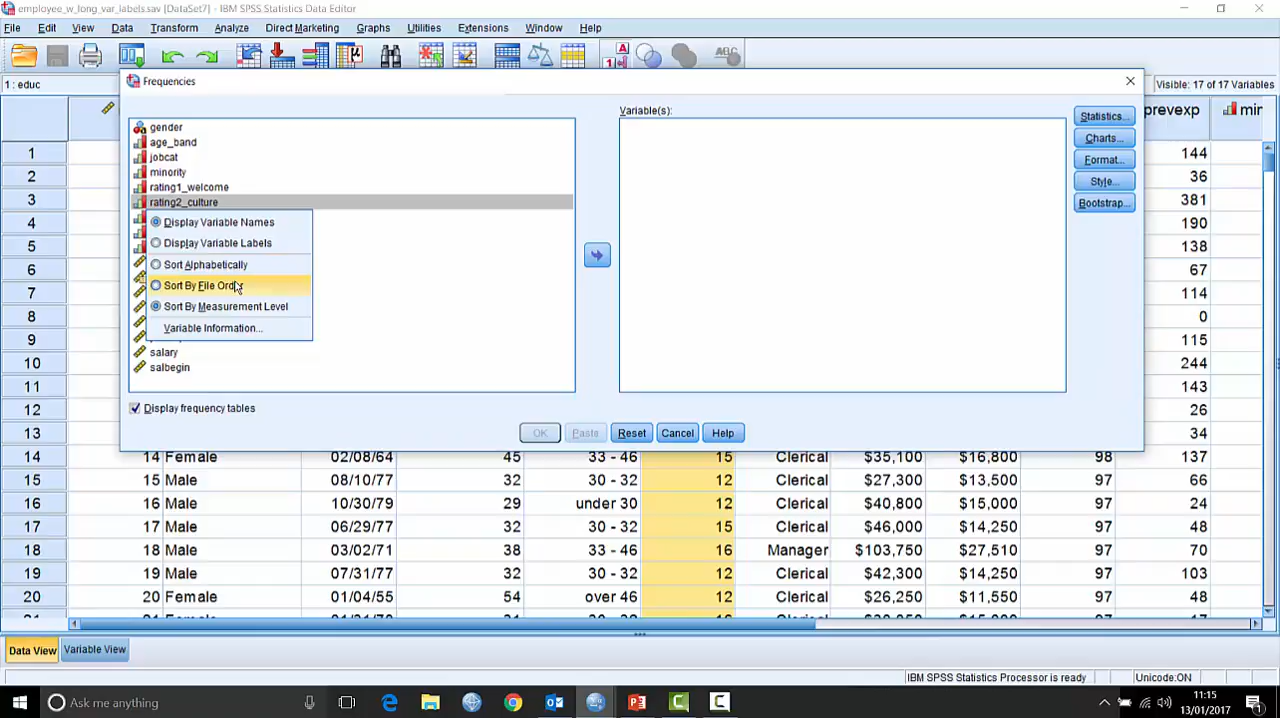 employee_w_long_var_labels.sav [DataSet7] - IBM SPSS Statistics Data Editor
File Edit View Data Transform Analyze Direct Marketing Graphs Utilities Extensions Window Help
1 : educ
Visible: 17 of 17 Variables
Frequencies
prevexp
gender
age_band
jobcat
minority
rating1_welcome
rating2_culture
Display Variable Names
Display Variable Labels
Sort Alphabetically
Sort By File Order
Sort By Measurement Level
Variable Information...
salary
salbegin
Display frequency tables
Variable(s):
Statistics...
Charts...
Format...
Style...
Bootstrap...
OK Paste Reset Cancel Help
1 144
2 36
3 381
4 190
5 138
6 67
7 114
8 0
9 115
10 244
11 143
12 26
13 34
14 14 Female 02/08/64 45 33 - 46 15 Clerical $35,100 $16,800 98 137
15 15 Male 08/10/77 32 30 - 32 12 Clerical $27,300 $13,500 97 66
16 16 Male 10/30/79 29 under 30 12 Clerical $40,800 $15,000 97 24
17 17 Male 06/29/77 32 30 - 32 15 Clerical $46,000 $14,250 97 48
18 18 Male 03/02/71 38 33 - 46 16 Manager $103,750 $27,510 97 70
19 19 Male 07/31/77 32 30 - 32 12 Clerical $42,300 $14,250 97 103
20 20 Female 01/04/55 54 over 46 12 Clerical $26,250 $11,550 97 48
Data View Variable View
IBM SPSS Statistics Processor is ready Unicode:ON
Ask me anything
11:15
13/01/2017